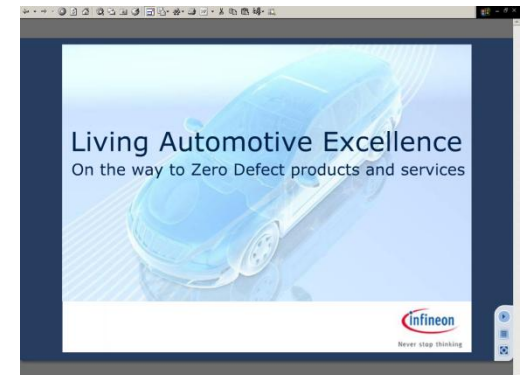 Living Automotive Excellence
On the way to Zero Defect products and services
infineon
Never stop thinking